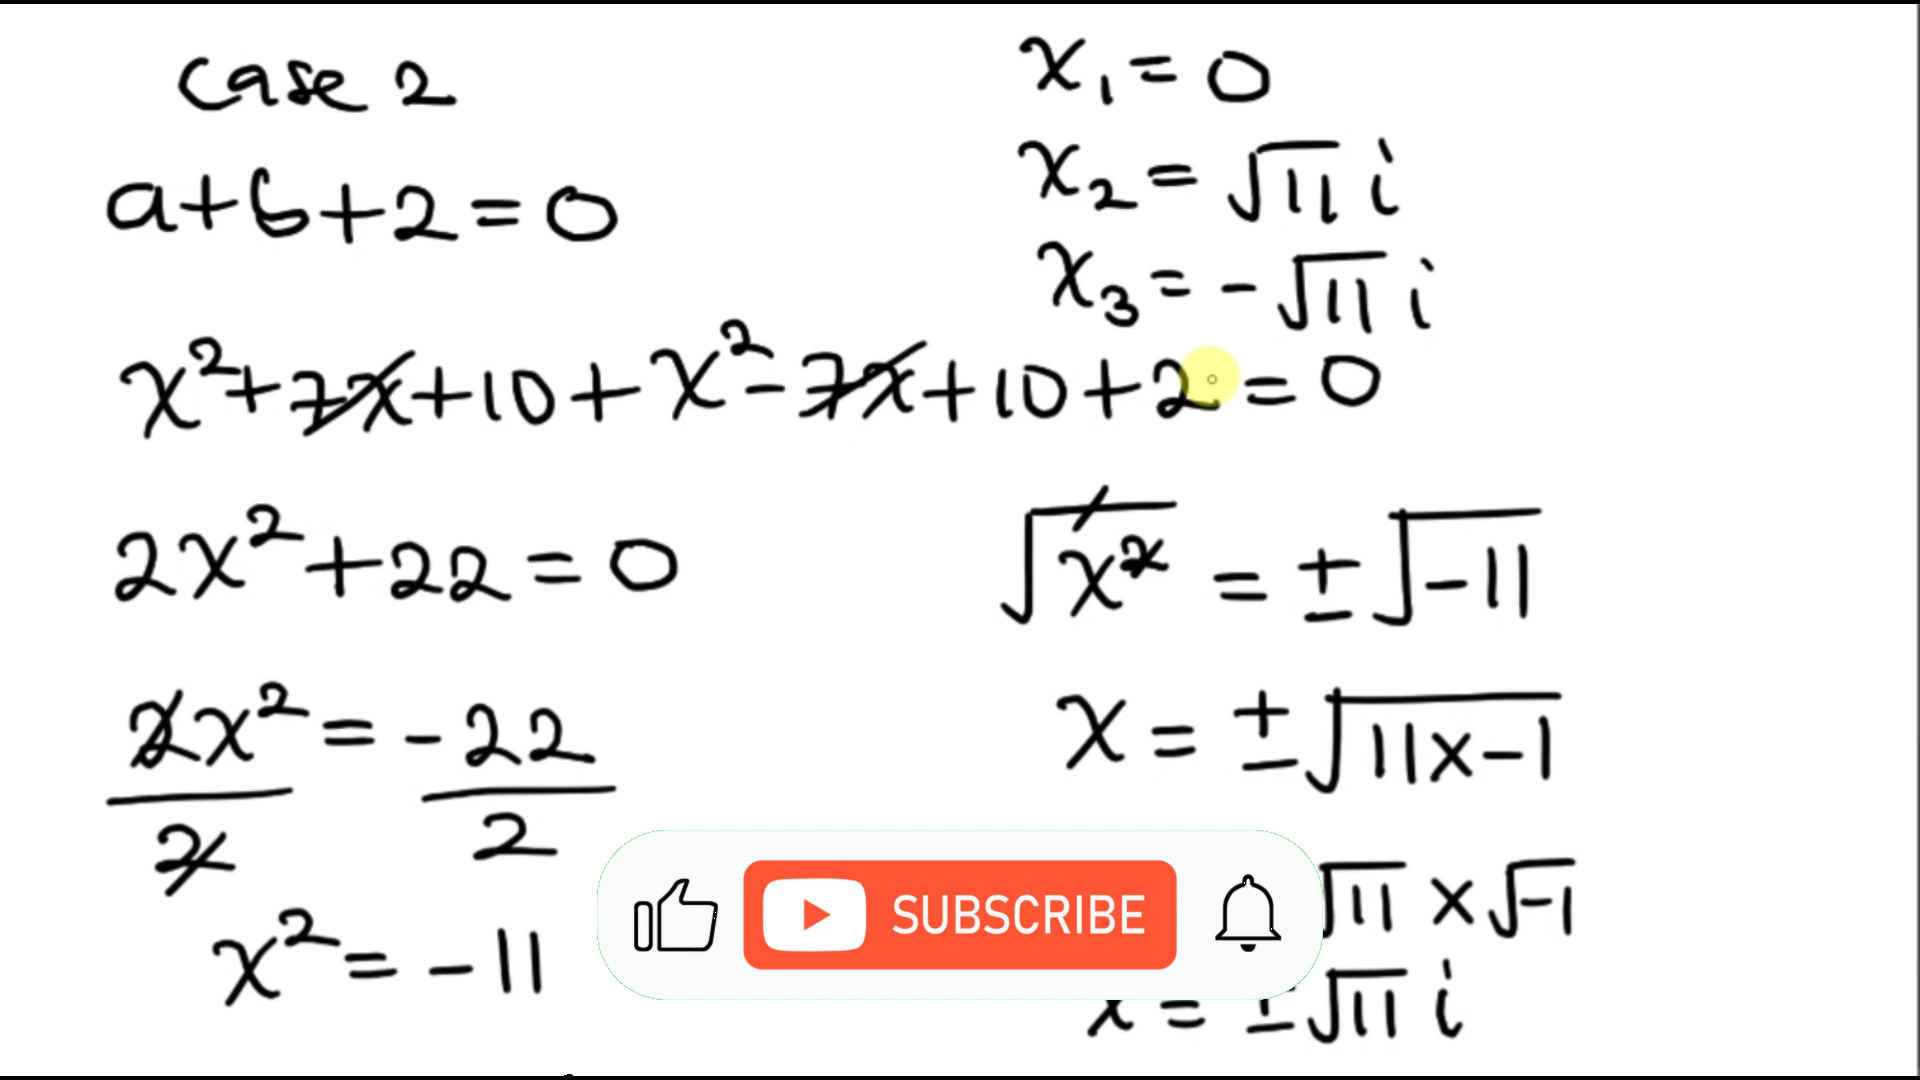 case 2
a+b+2=0
x²+7x+10+x²-7x+10+2=0
2x²+22=0
2x²/2 = -22/2
x²=-11
x₁=0
x₂=√11 i
x₃=-√11 i
√x² = ±√-11
x = ±√11x-1
√11 x √-1
x = ±√11 i
SUBSCRIBE